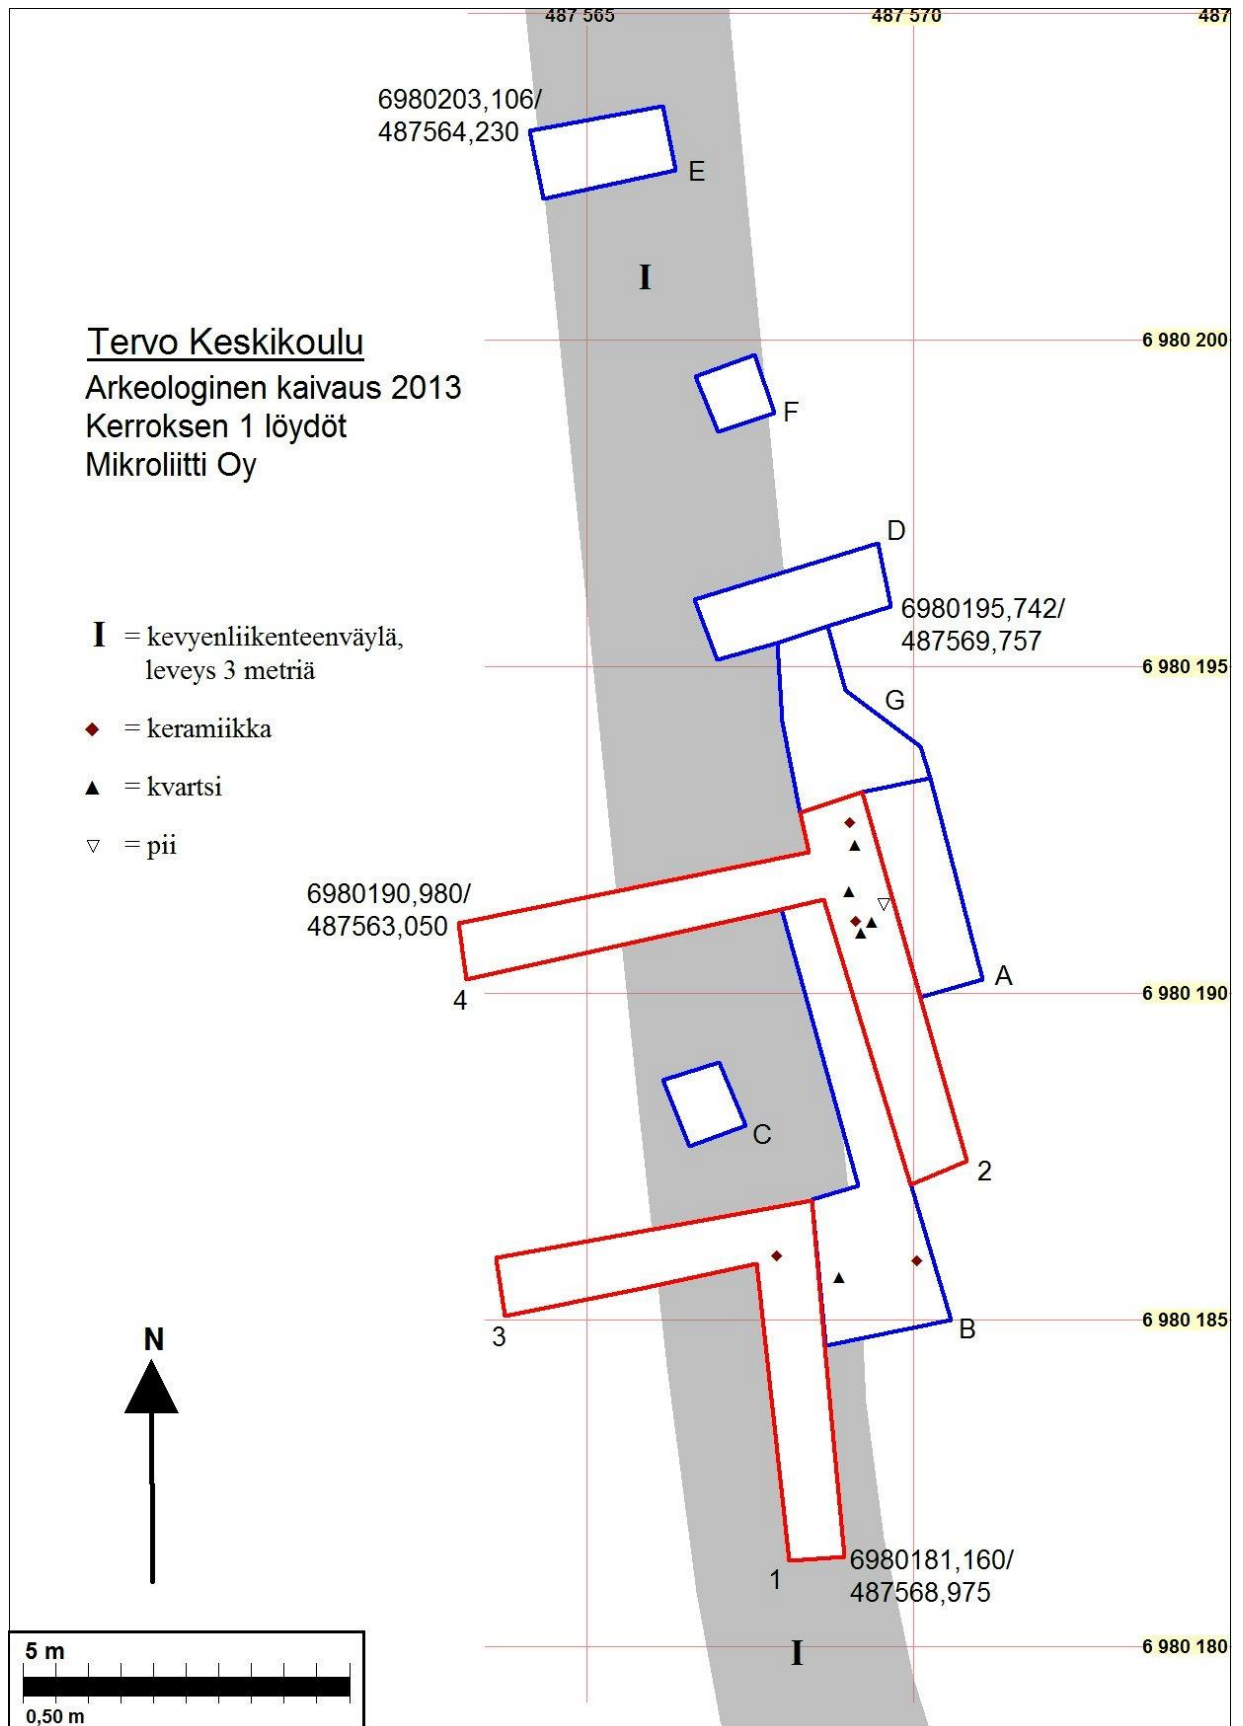 487 565
487 570
487
6980203,106/
487564,230
E
I
Tervo Keskikoulu
Arkeologinen kaivaus 2013
Kerroksen 1 löydöt
Mikroliitti Oy
6 980 200
F
D
6980195,742/
487569,757
I = kevyenliikenteenväylä,
leveys 3 metriä
6 980 195
G
= keramiikka
= kvartsi
= pii
6980190,980/
487563,050
4
A
6 980 190
C
2
3
B
6 980 185
N
1
6980181,160/
487568,975
I
6 980 180
5 m
0,50 m